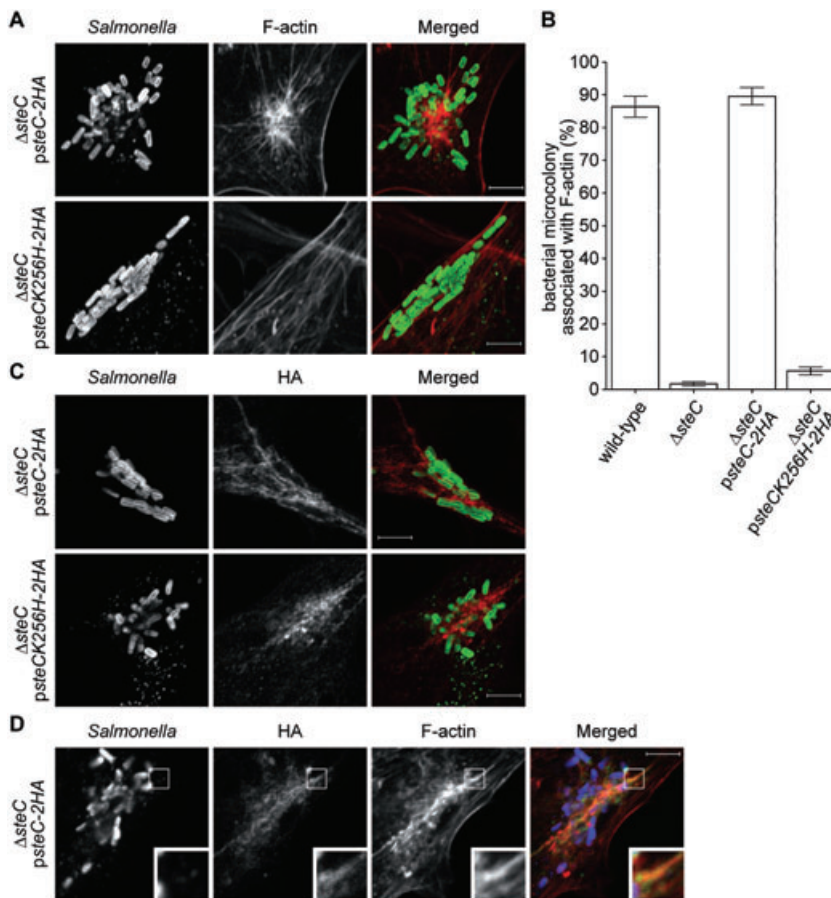 A
Salmonella F-actin Merged
ΔsteC
psteC-2HA
ΔsteC
psteCK256H-2HA
B
bacterial microcolony
associated with F-actin (%)
100
90
80
70
60
50
40
30
20
10
0
wild-type
ΔsteC
ΔsteC
psteC-2HA
ΔsteC
psteCK256H-2HA
C
Salmonella HA Merged
ΔsteC
psteC-2HA
ΔsteC
psteCK256H-2HA
D
Salmonella HA F-actin Merged
ΔsteC
psteC-2HA